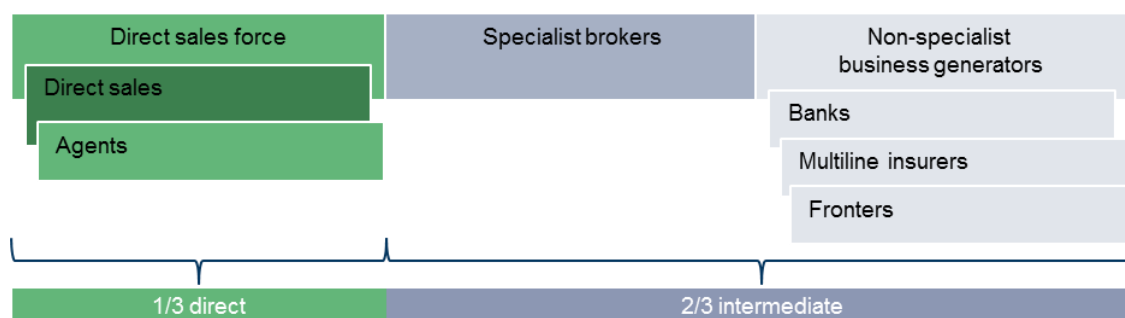 Direct sales force
Direct sales
Agents
Specialist brokers
Non-specialist
business generators
Banks
Multiline insurers
Fronters
1/3 direct
2/3 intermediate